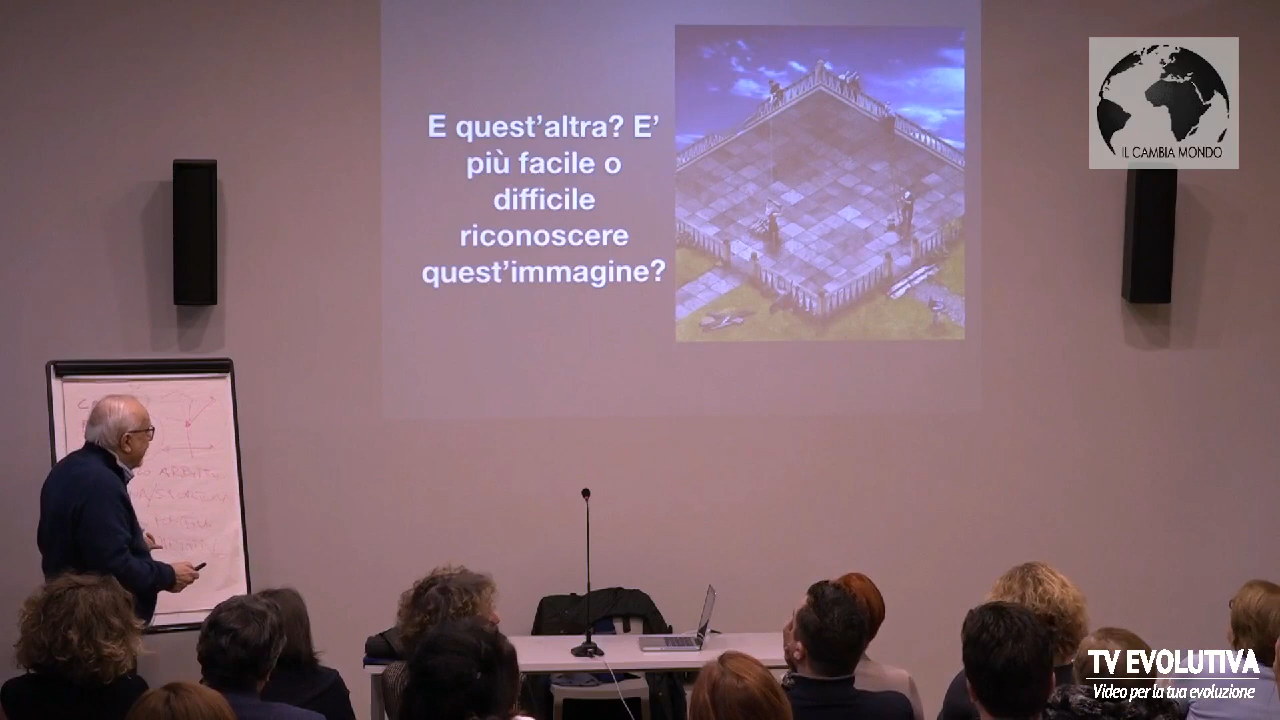 E quest'altra? E'
più facile o
difficile
riconoscere
quest'immagine?
IL CAMBIA MONDO
TV EVOLUTIVA
Video per la tua evoluzione